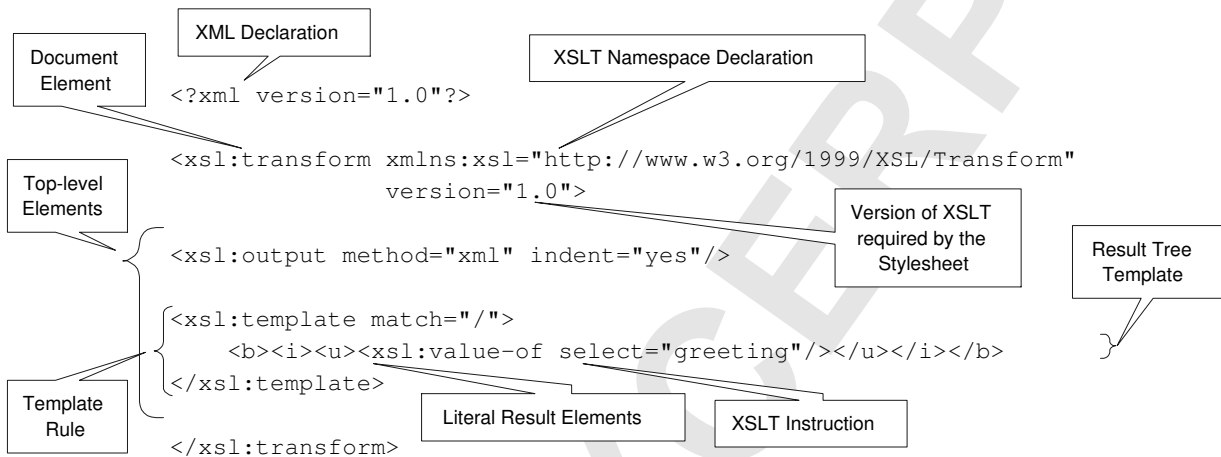 XML Declaration
Document
Element
XSLT Namespace Declaration
<?xml version="1.0"?>
<xsl:transform xmlns:xsl="http://www.w3.org/1999/XSL/Transform"
version="1.0">
Top-level
Elements
Version of XSLT
required by the
Stylesheet
<xsl:output method="xml" indent="yes"/>
Result Tree
Template
<xsl:template match="/">
<b><i><u><xsl:value-of select="greeting"/></u></i></b>
</xsl:template>
Template
Rule
Literal Result Elements
XSLT Instruction
</xsl:transform>